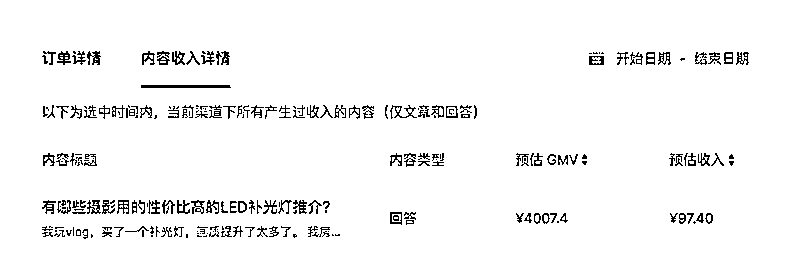 订单详情 内容收入详情 开始日期 - 结束日期
以下为选中时间内，当前渠道下所有产生过收入的内容（仅文章和回答）
内容标题 内容类型 预估 GMV 预估收入
有哪些摄影用的性价比高的LED补光灯推介？
回答 ¥4007.4 ¥97.40
我玩vlog，买了一个补光灯，画质提升了太多了。 我房...